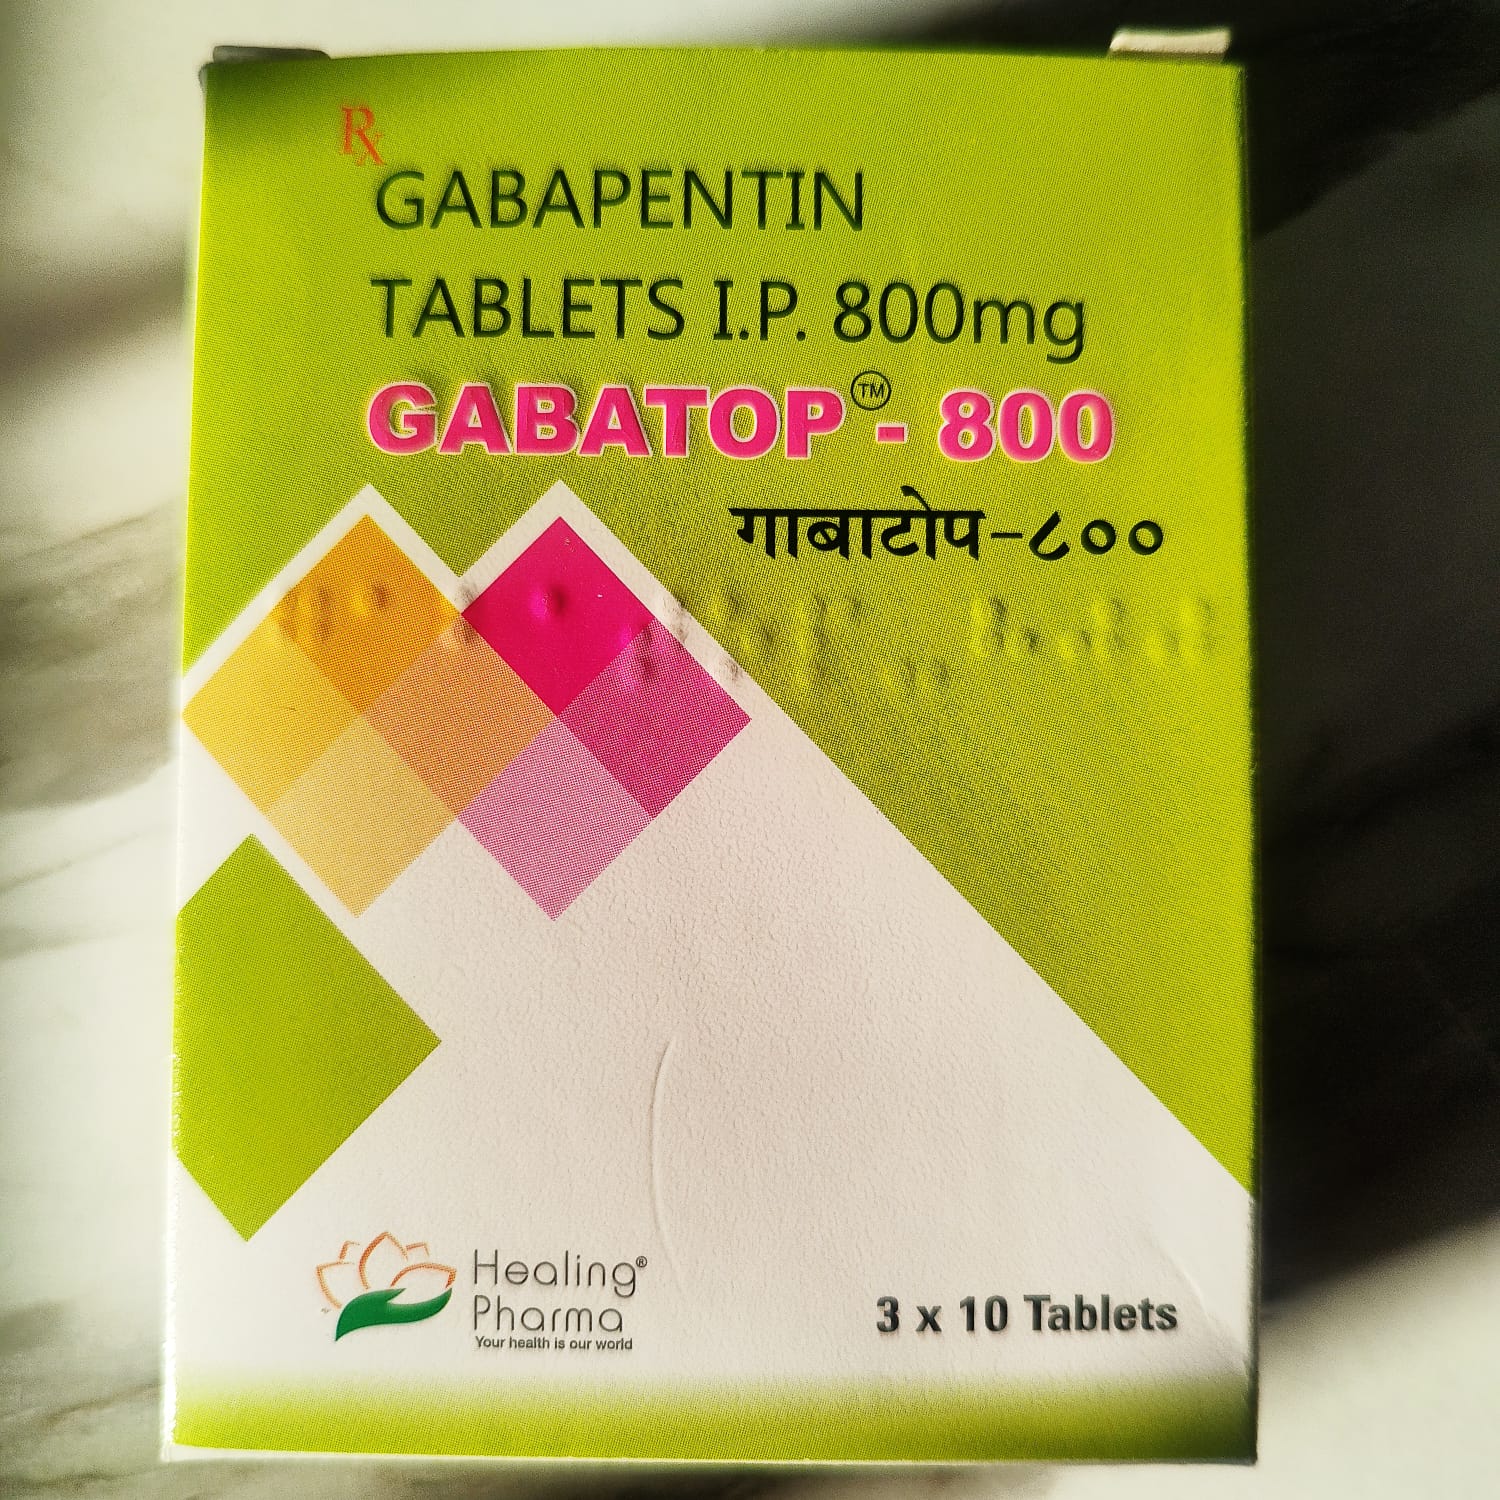 Rx
GABAPENTIN
TABLETS I.P. 800mg
GABATOP™ - 800
गाबाटोप-८००
Healing®
Pharma
Your health is our world
3 x 10 Tablets